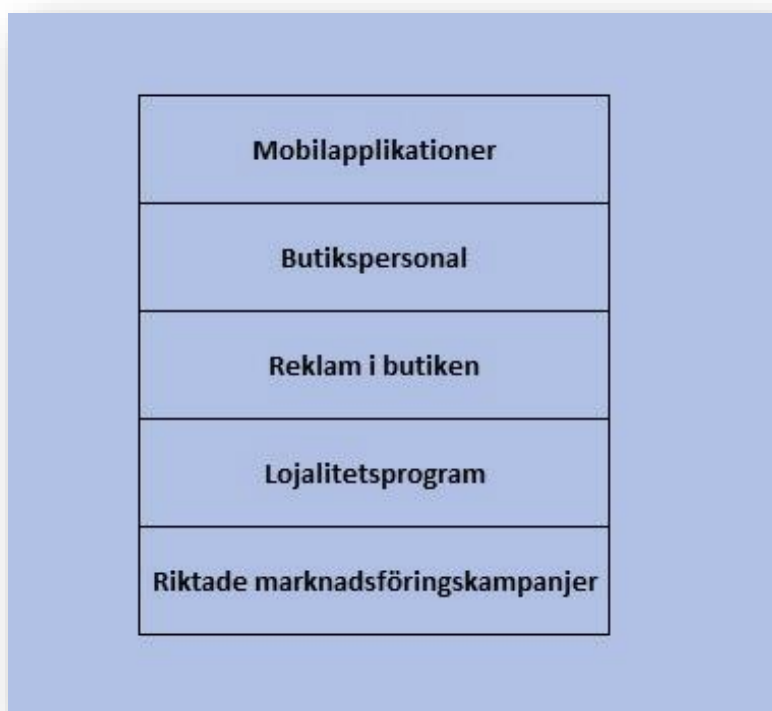 Mobilapplikationer
Butikspersonal
Reklam i butiken
Lojalitetsprogram
Riktade marknadsföringskampanjer